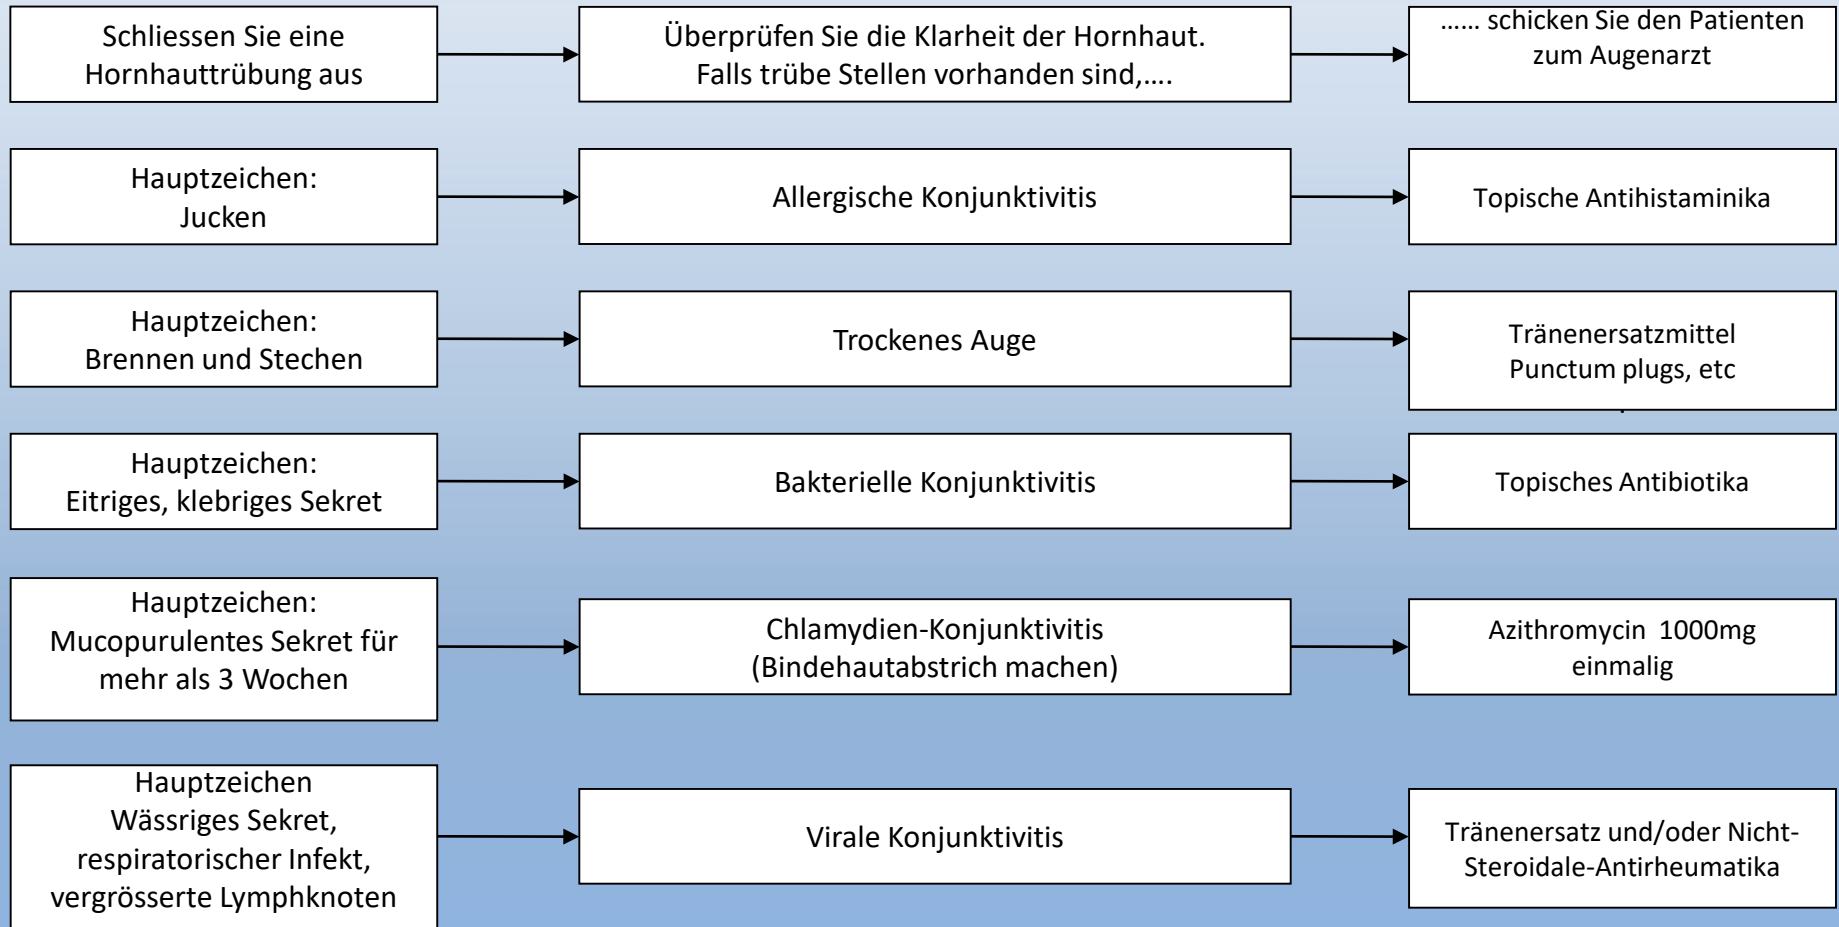 Schliessen Sie eine
Hornhauttrübung aus
Überprüfen Sie die Klarheit der Hornhaut.
Falls trübe Stellen vorhanden sind,....
...... schicken Sie den Patienten
zum Augenarzt
Hauptzeichen:
Jucken
Allergische Konjunktivitis
Topische Antihistaminika
Hauptzeichen:
Brennen und Stechen
Trockenes Auge
Tränenersatzmittel
Punctum plugs, etc
.
Hauptzeichen:
Eitriges, klebriges Sekret
Bakterielle Konjunktivitis
Topisches Antibiotika
Hauptzeichen:
Mucopurulentes Sekret für
mehr als 3 Wochen
Chlamydien-Konjunktivitis
(Bindehautabstrich machen)
Azithromycin 1000mg
einmalig
Hauptzeichen
Wässriges Sekret,
respiratorischer Infekt,
vergrösserte Lymphknoten
Virale Konjunktivitis
Tränenersatz und/oder Nicht-
Steroidale-Antirheumatika